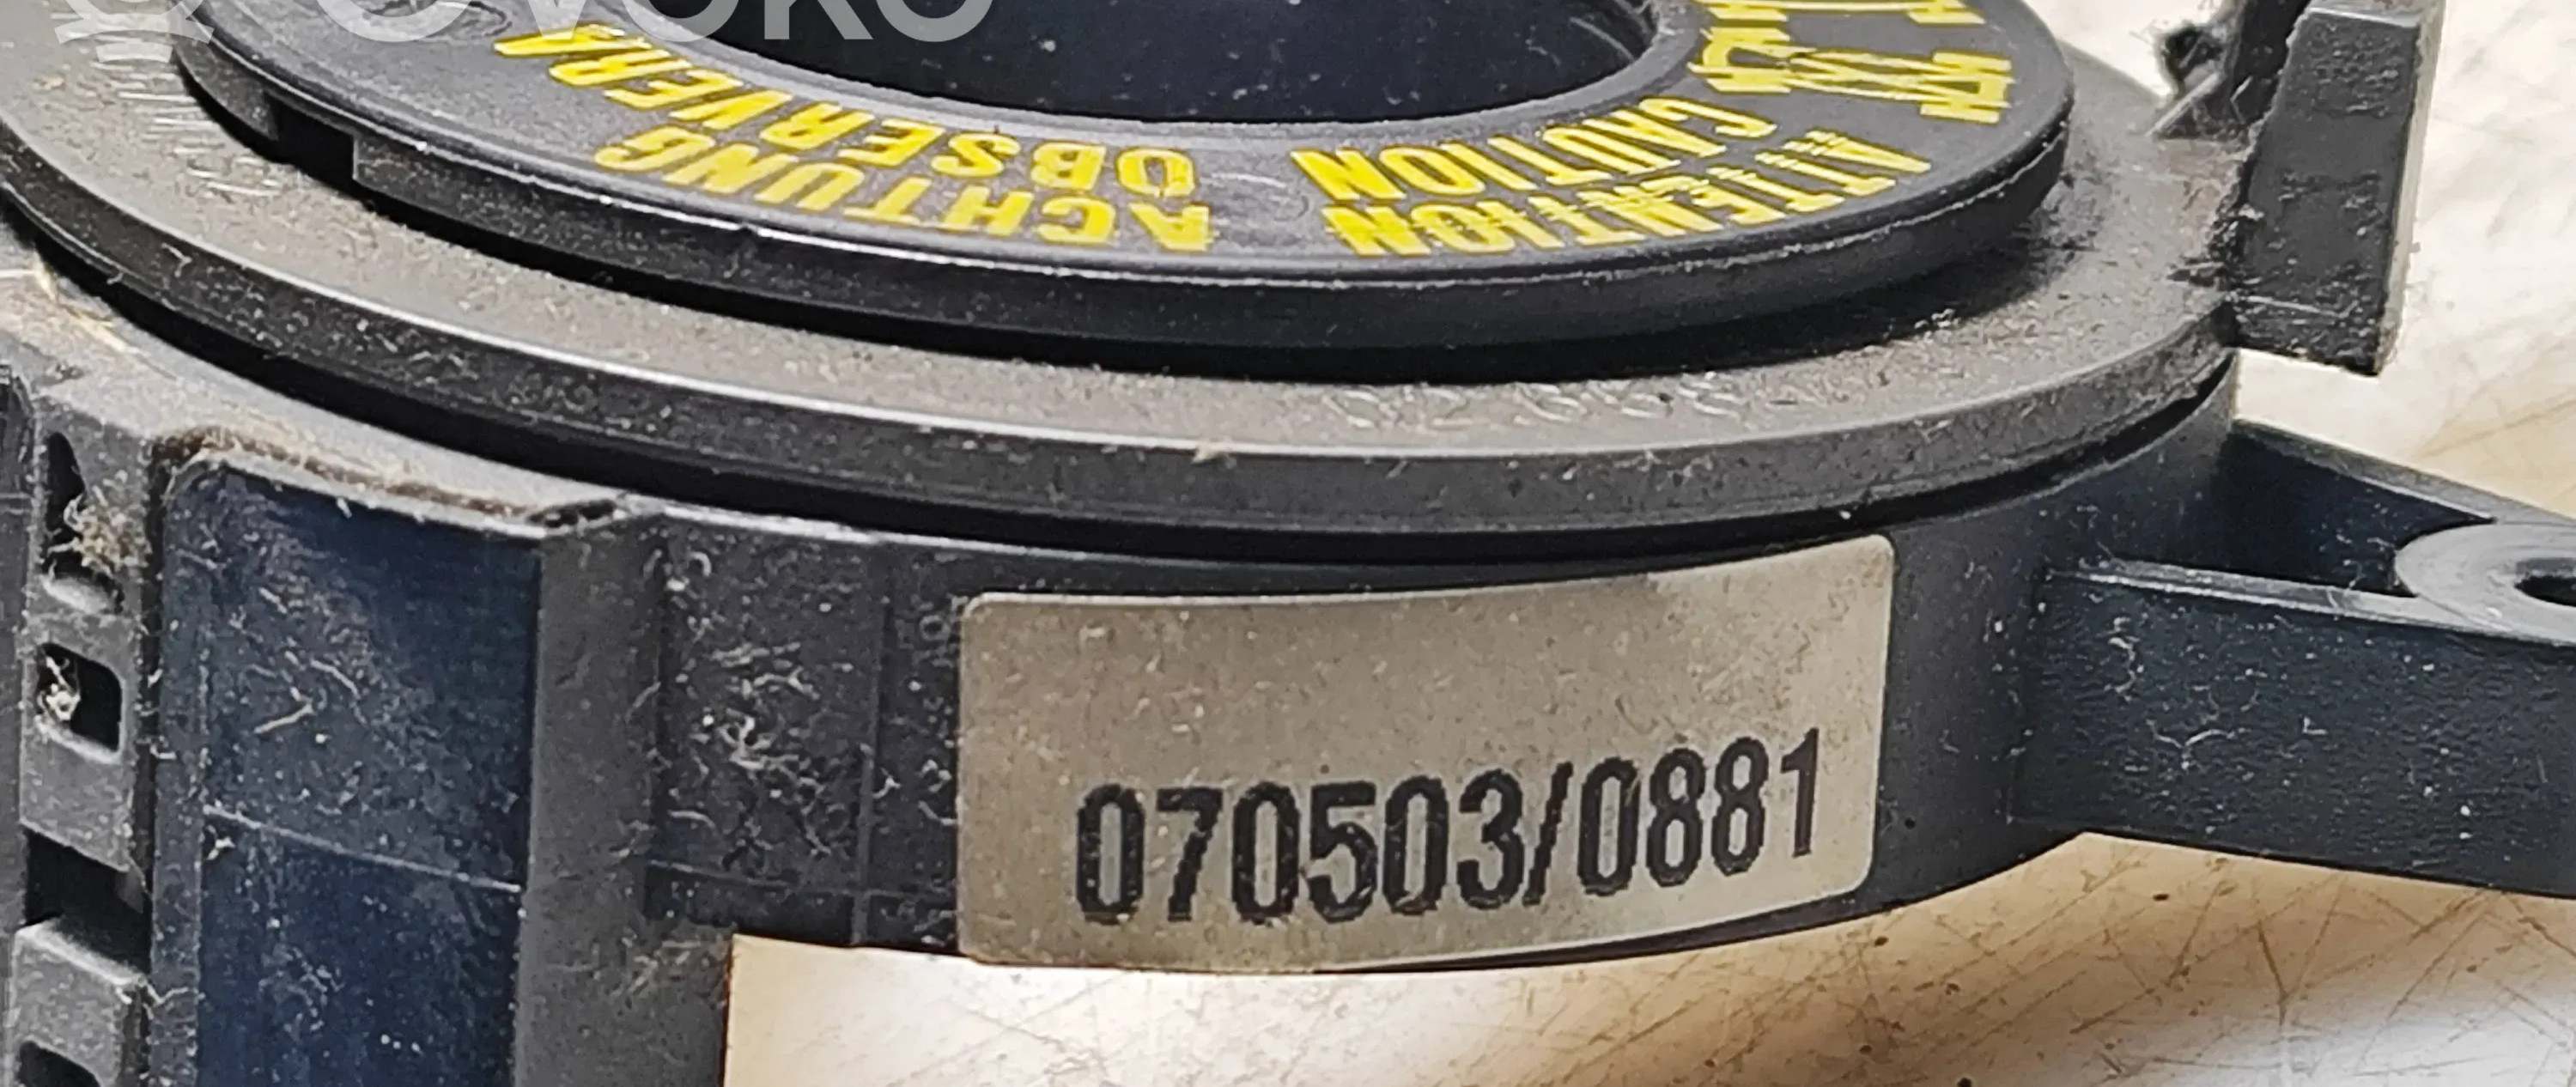 OBSERVERA
ACHTUNG
CAUTION
ATTENTION
070503/0881